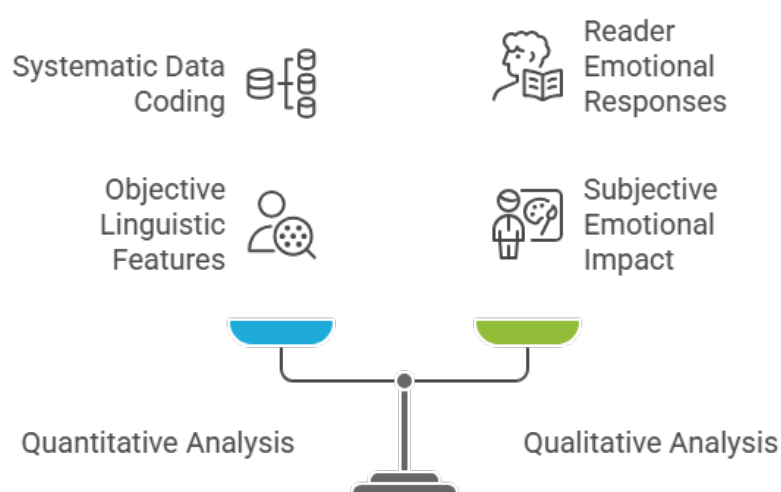 Systematic Data
Coding
Reader
Emotional
Responses
Objective
Linguistic
Features
Subjective
Emotional
Impact
Quantitative Analysis
Qualitative Analysis